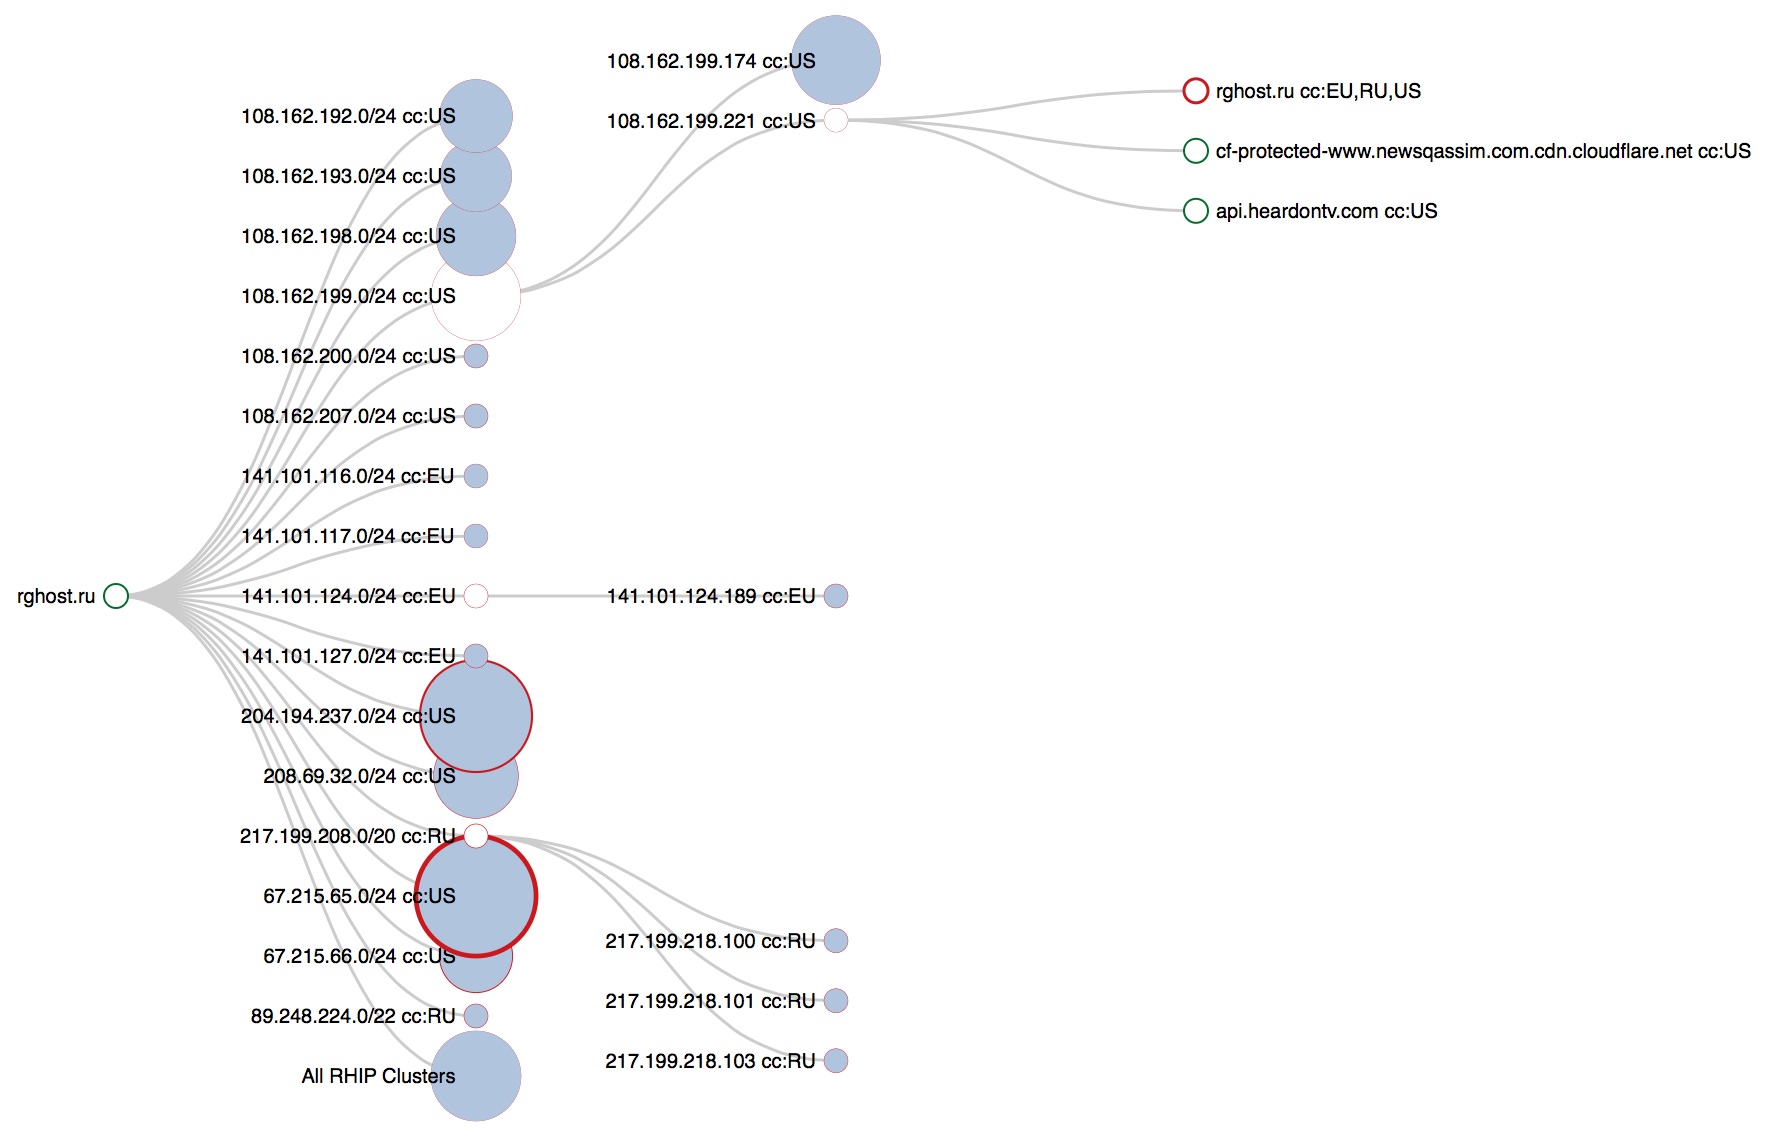 108.162.199.174 cc:US
rghost.ru cc:EU,RU,US
108.162.192.0/24 cc:US
108.162.199.221 cc:US
cf-protected-www.newsqassim.com.cdn.cloudflare.net cc:US
108.162.193.0/24 cc:US
api.heardontv.com cc:US
108.162.198.0/24 cc:US
108.162.199.0/24 cc:US
108.162.200.0/24 cc:US
108.162.207.0/24 cc:US
141.101.116.0/24 cc:EU
141.101.117.0/24 cc:EU
rghost.ru
141.101.124.0/24 cc:EU
141.101.124.189 cc:EU
141.101.127.0/24 cc:EU
204.194.237.0/24 cc:US
208.69.32.0/24 cc:US
217.199.208.0/20 cc:RU
67.215.65.0/24 cc:US
217.199.218.100 cc:RU
67.215.66.0/24 cc:US
217.199.218.101 cc:RU
89.248.224.0/22 cc:RU
217.199.218.103 cc:RU
All RHIP Clusters